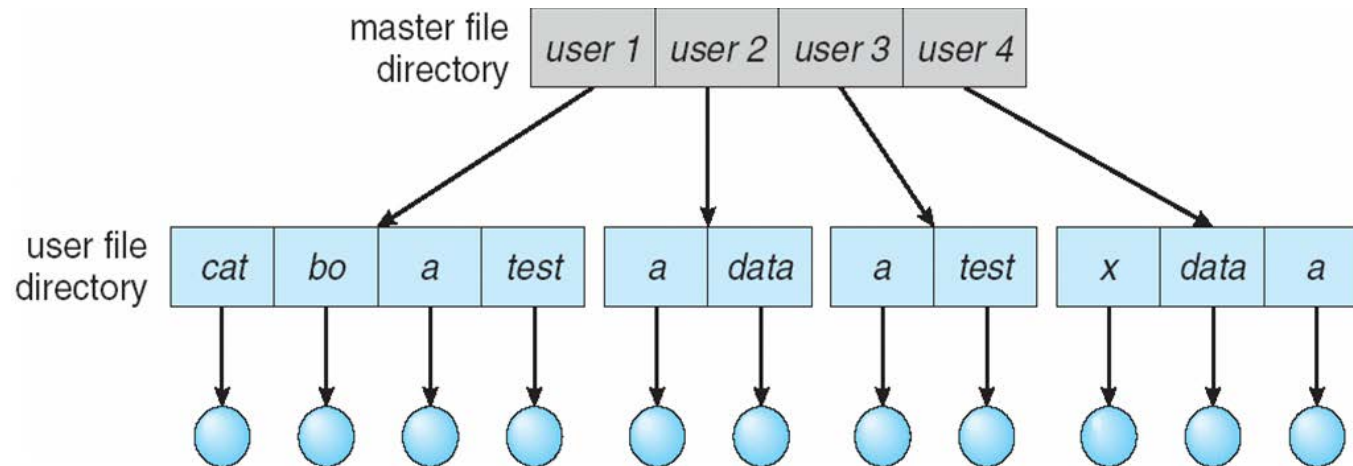 master file
directory
user 1 user 2 user 3 user 4
user file
directory
cat bo a test a data a test x data a